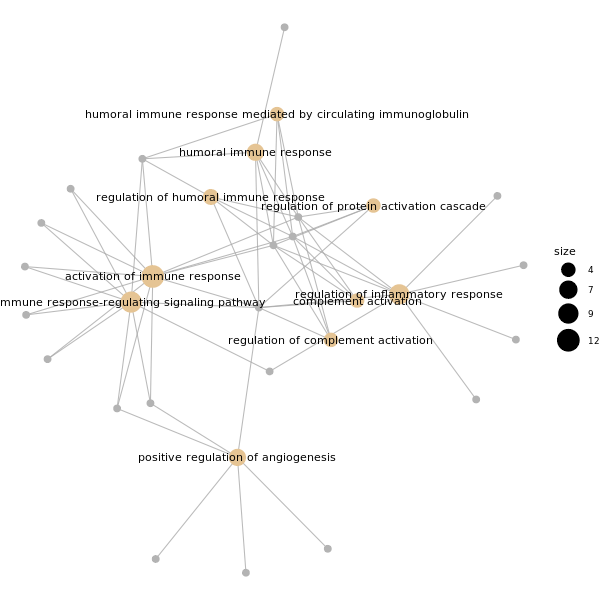 humoral immune response mediated by circulating immunoglobulin
humoral immune response
regulation of humoral immune response
regulation of protein activation cascade
size
4
7
9
12
activation of immune response
immune response-regulating signaling pathway
regulation of inflammatory response
complement activation
regulation of complement activation
positive regulation of angiogenesis